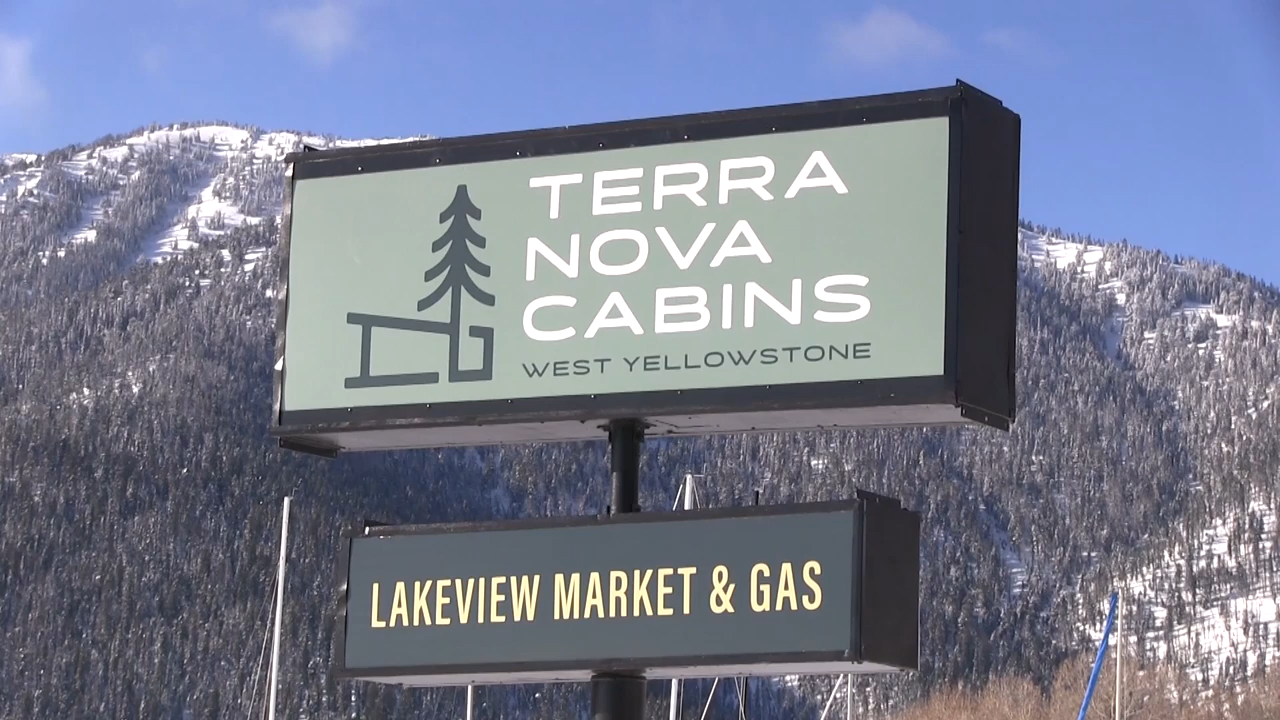 TERRA
NOVA
CABINS
WEST YELLOWSTONE
LAKEVIEW MARKET & GAS